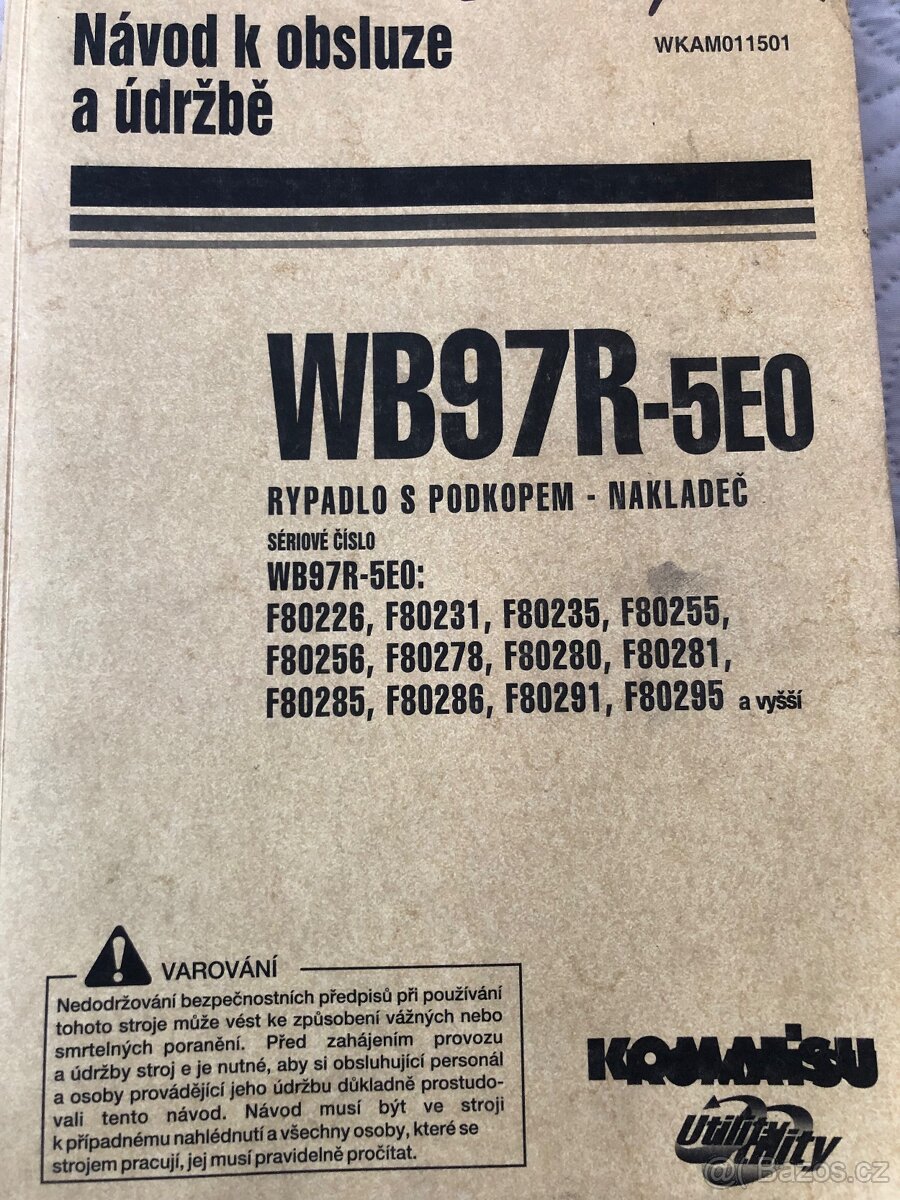 Návod k obsluze
a údržbě
WKAM011501
WB97R-5E0
RYPADLO S PODKOPEM - NAKLADEČ
SÉRIOVÉ ČÍSLO
WB97R-5E0:
F80226, F80231, F80235, F80255,
F80256, F80278, F80280, F80281,
F80285, F80286, F80291, F80295 a vyšší
VAROVÁNÍ
Nedodržování bezpečnostních předpisů při používání
tohoto stroje může vést ke způsobení vážných nebo
smrtelných poranění. Před zahájením provozu
a údržby stroj e je nutné, aby si obsluhující personál
a osoby provádějící jeho údržbu důkladně prostudo-
vali tento návod. Návod musí být ve stroji
k případnému nahlédnutí a všechny osoby, které se
strojem pracují, jej musí pravidelně pročítat.
KOMATSU
Utility
Bazos.cz